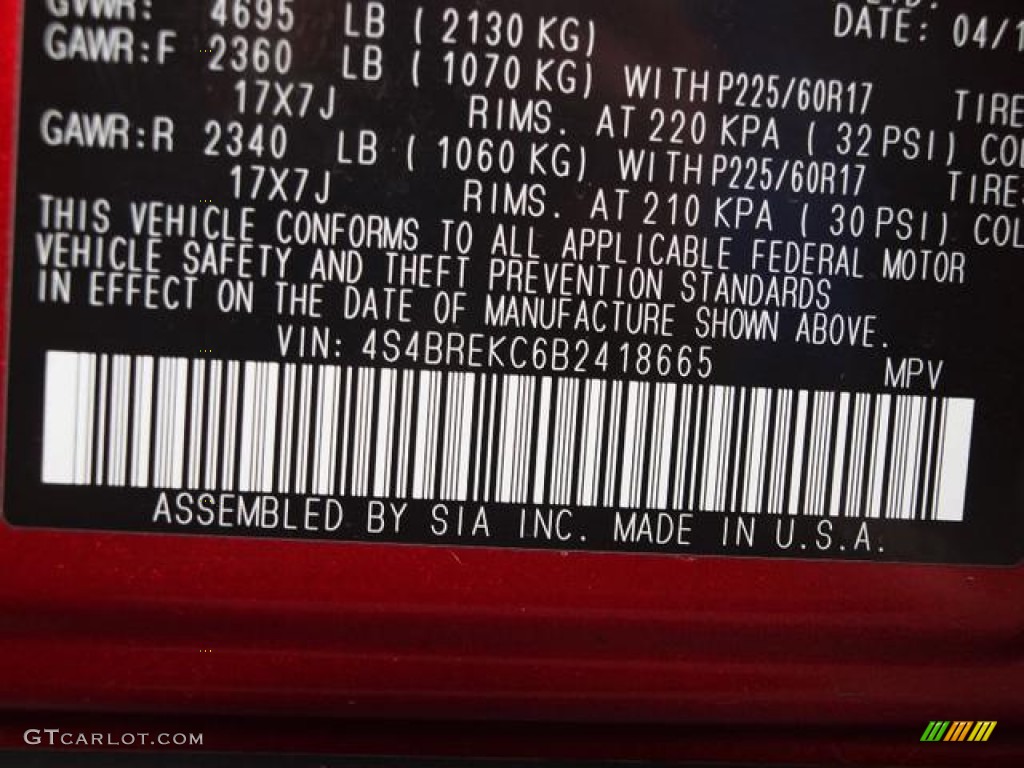 GVWR: 4695 LB ( 2130 KG)
DATE: 04/1
GAWR:F 2360 LB ( 1070 KG) WITH P225/60R17 TIRE
17X7J RIMS. AT 220 KPA ( 32 PSI) COL
GAWR:R 2340 LB ( 1060 KG) WITH P225/60R17 TIRE
17X7J RIMS. AT 210 KPA ( 30 PSI) COL
THIS VEHICLE CONFORMS TO ALL APPLICABLE FEDERAL MOTOR
VEHICLE SAFETY AND THEFT PREVENTION STANDARDS
IN EFFECT ON THE DATE OF MANUFACTURE SHOWN ABOVE.
VIN: 4S4BREKC6B2418665 MPV
ASSEMBLED BY SIA INC. MADE IN U.S.A.
GTCARLOT.COM